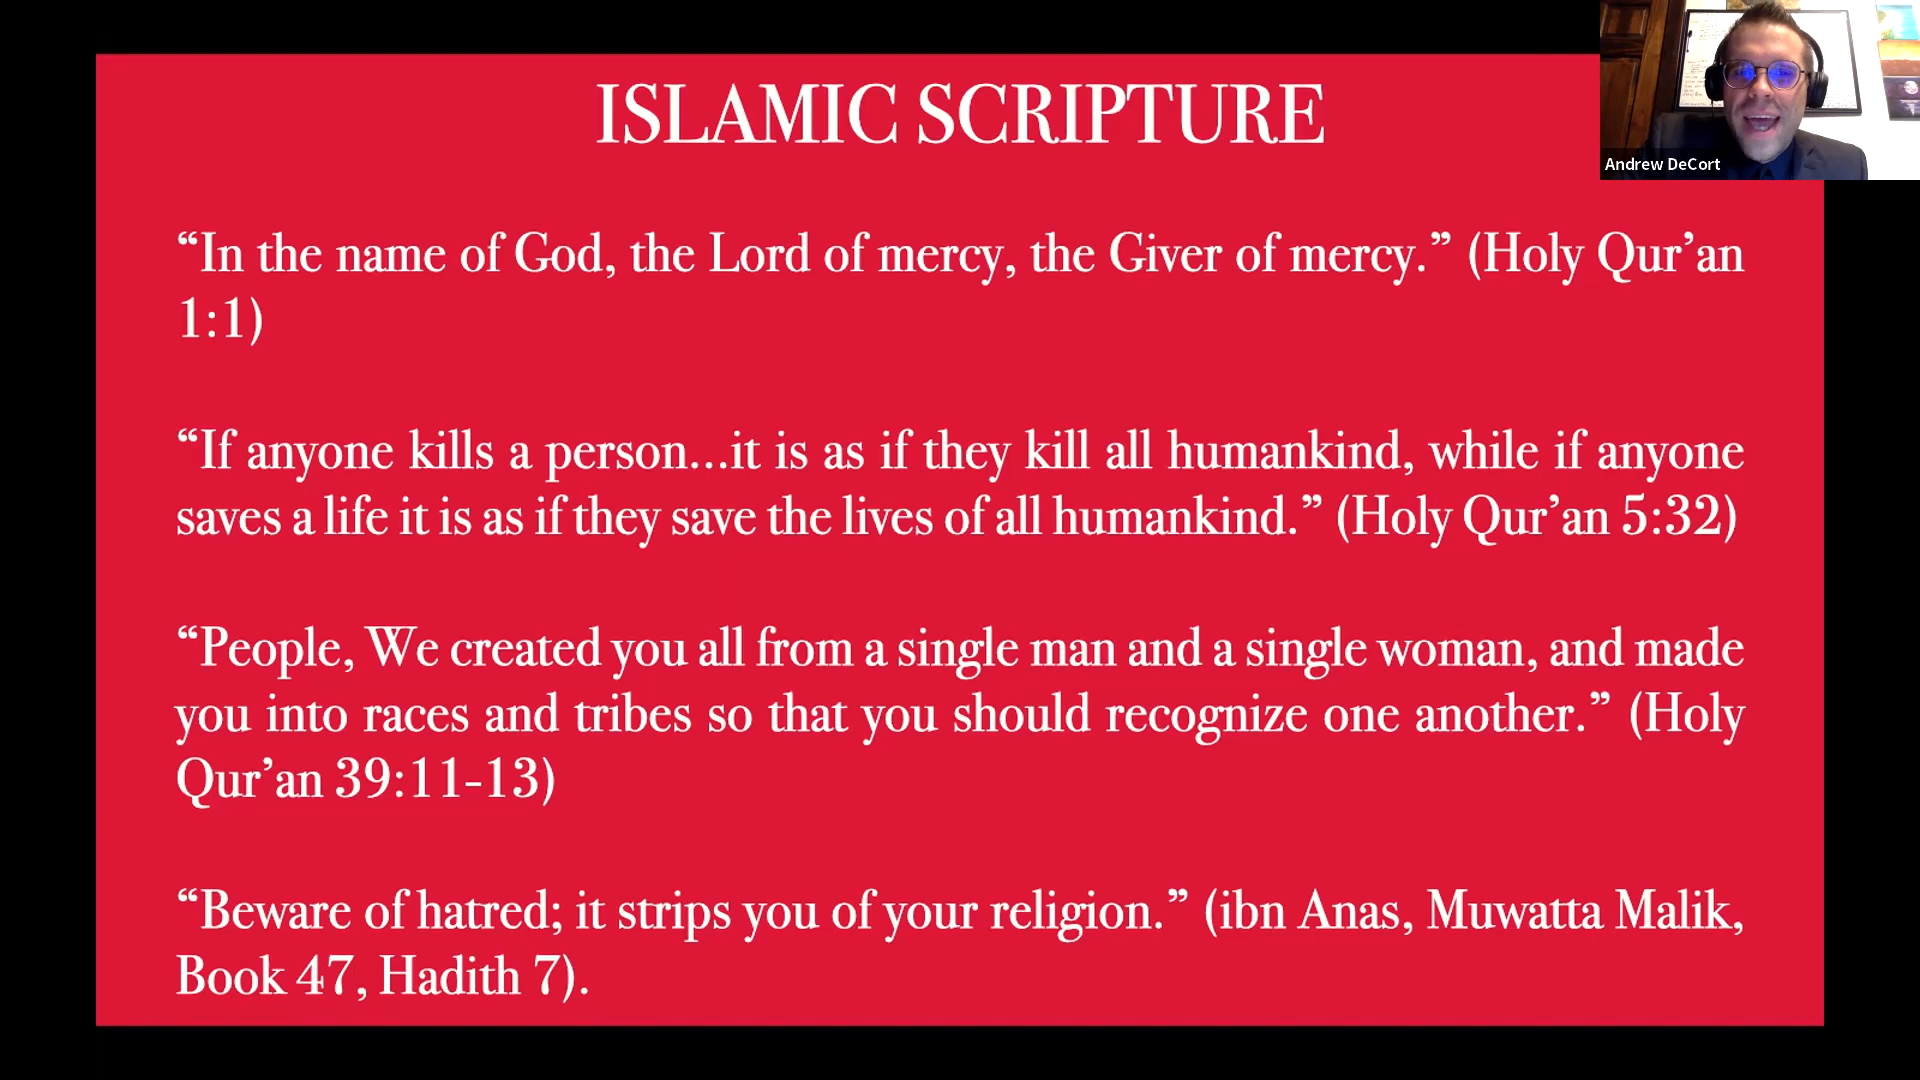 ISLAMIC SCRIPTURE
Andrew DeCort
“In the name of God, the Lord of mercy, the Giver of mercy.” (Holy Qur’an
1:1)
“If anyone kills a person...it is as if they kill all humankind, while if anyone
saves a life it is as if they save the lives of all humankind.” (Holy Qur’an 5:32)
“People, We created you all from a single man and a single woman, and made
you into races and tribes so that you should recognize one another.” (Holy
Qur’an 39:11-13)
“Beware of hatred; it strips you of your religion.” (ibn Anas, Muwatta Malik,
Book 47, Hadith 7).